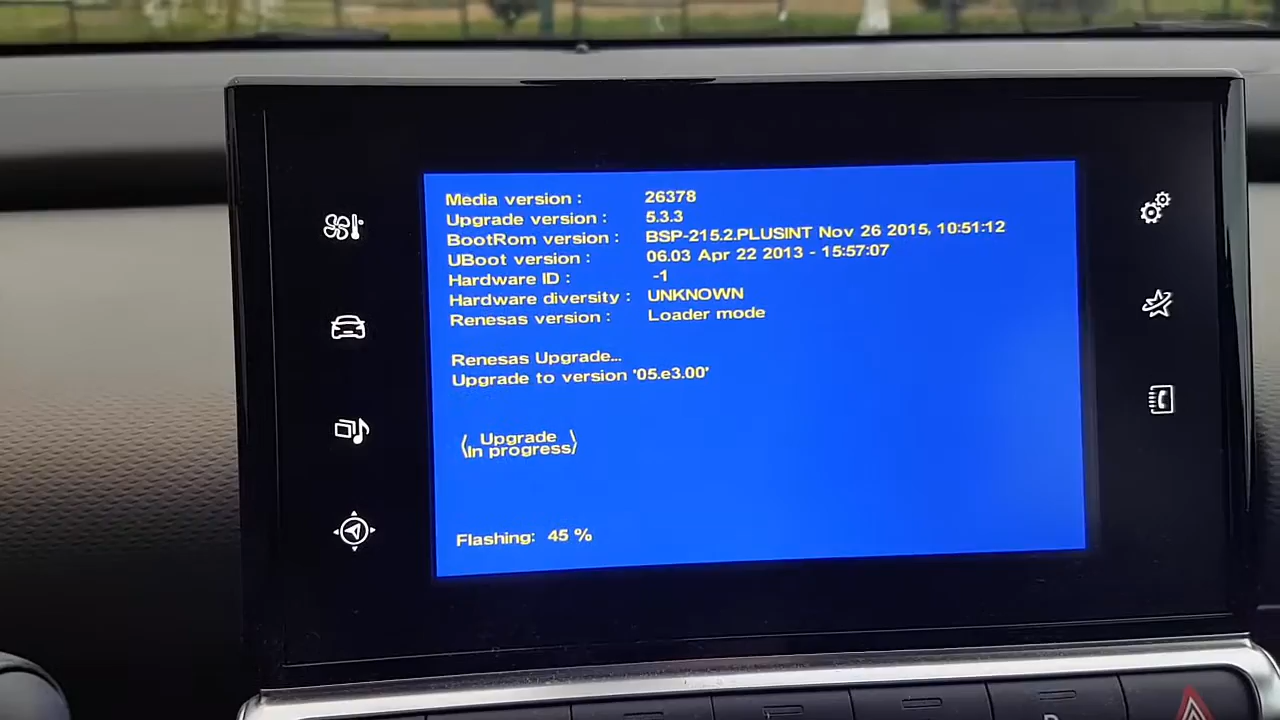 Media version : 26378
Upgrade version : 5.3.3
BootRom version : BSP-215.2.PLUSINT Nov 26 2015, 10:51:12
UBoot version : 06.03 Apr 22 2013 - 15:57:07
Hardware ID : -1
Hardware diversity : UNKNOWN
Renesas version : Loader mode
Renesas Upgrade...
Upgrade to version '05.e3.00'
Upgrade
In progress
Flashing: 45 %